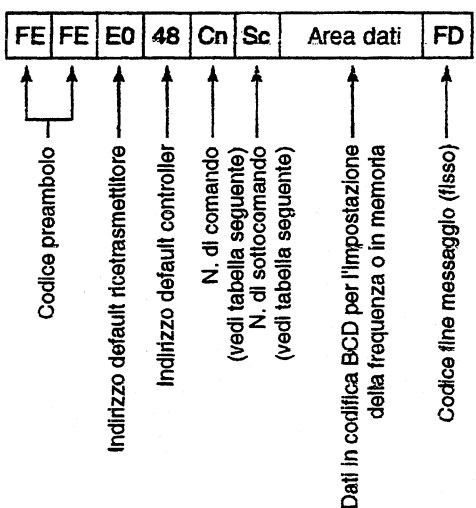 FE FE E0 48 Cn Sc Area dati FD
Codice preambolo
Indirizzo default ricetrasmettitore
Indirizzo default controller
N. di comando
(vedi tabella seguente)
N. di sottocomando
(vedi tabella seguente)
Dati in codifica BCD per l'impostazione
della frequenza o in memoria
Codice fine messaggio (fisso)